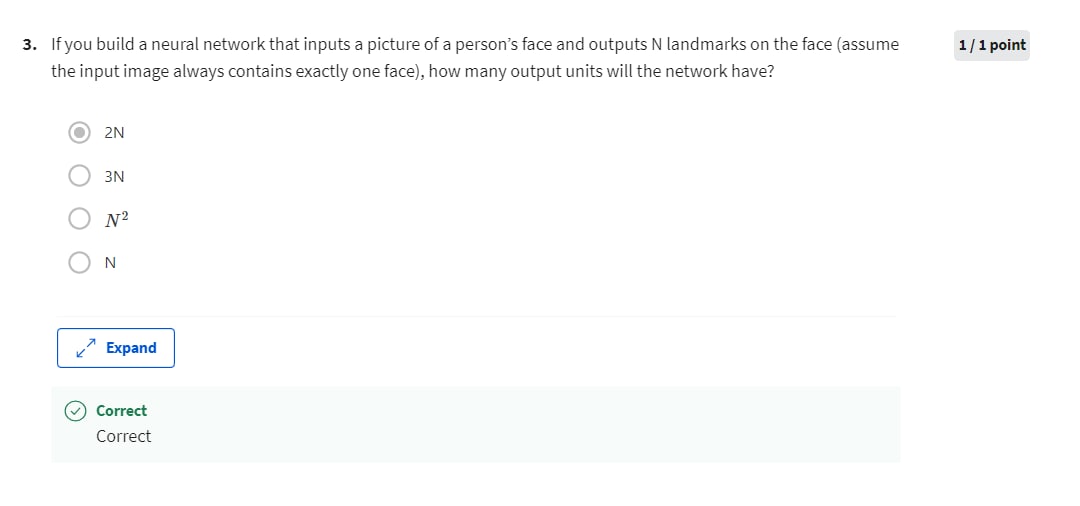 3. If you build a neural network that inputs a picture of a person’s face and outputs N landmarks on the face (assume
1 / 1 point
the input image always contains exactly one face), how many output units will the network have?
2N
3N
N²
N
Expand
Correct
Correct